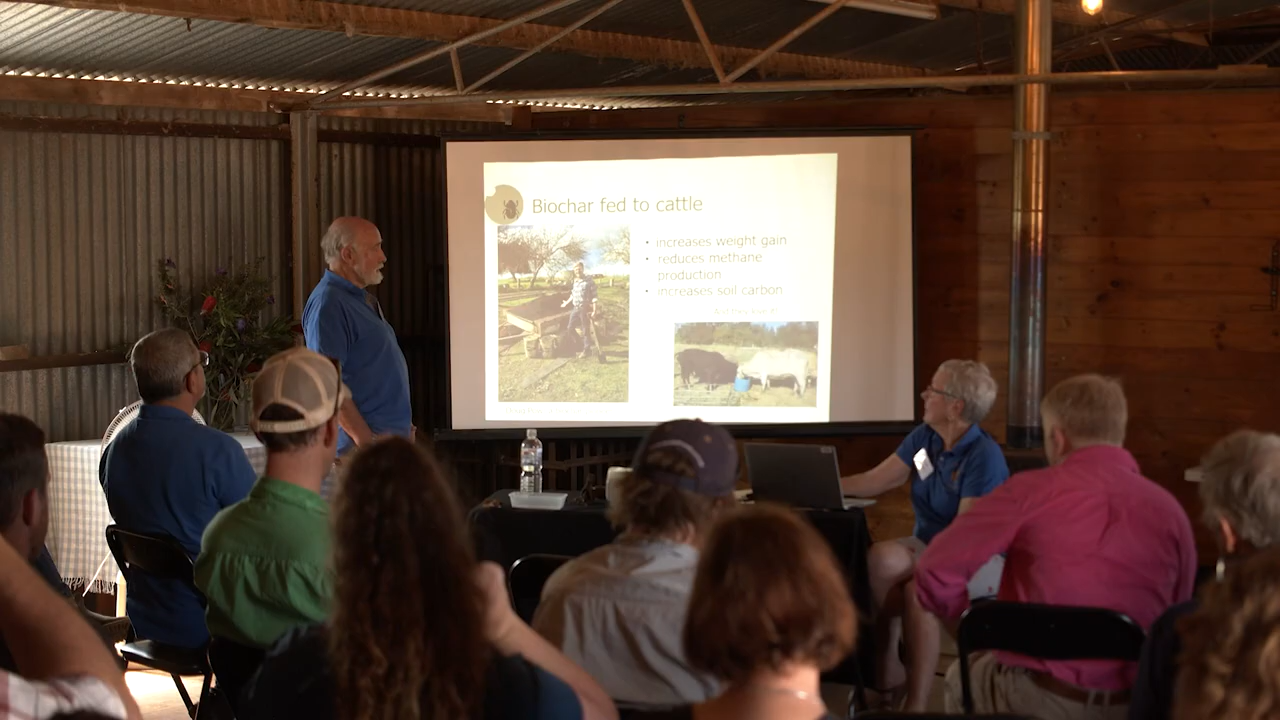 Biochar fed to cattle
• increases weight gain
• reduces methane
production
• increases soil carbon